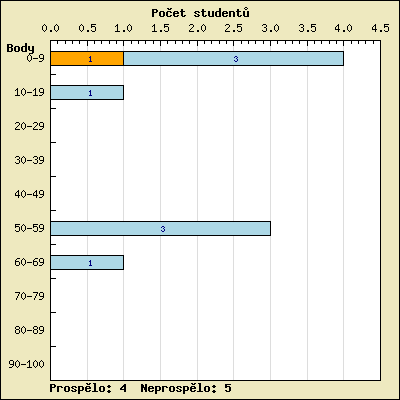 Počet studentů
0.0 0.5 1.0 1.5 2.0 2.5 3.0 3.5 4.0 4.5
Body
0-9 1 3
10-19 1
20-29
30-39
40-49
50-59 3
60-69 1
70-79
80-89
90-100
Prospělo: 4 Neprospělo: 5